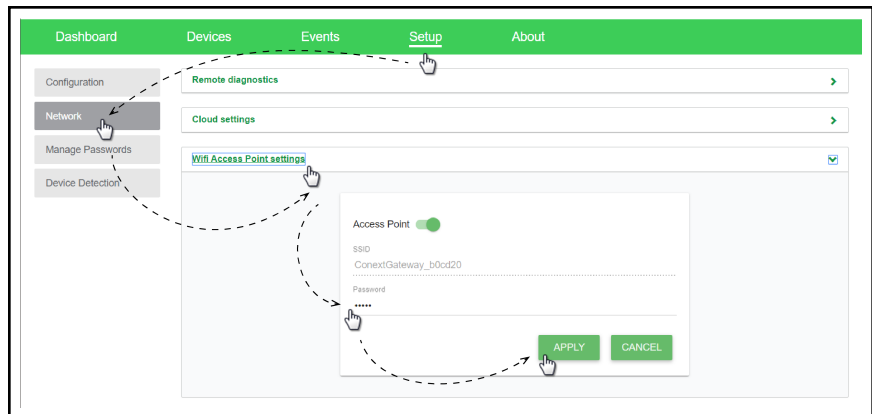 Dashboard
Devices
Events
Setup
About
Configuration
Network
Manage Passwords
Device Detection
Remote diagnostics
Cloud settings
Wifi Access Point settings
Access Point
SSID
ConextGateway_b0cd20
Password
•••••
APPLY
CANCEL